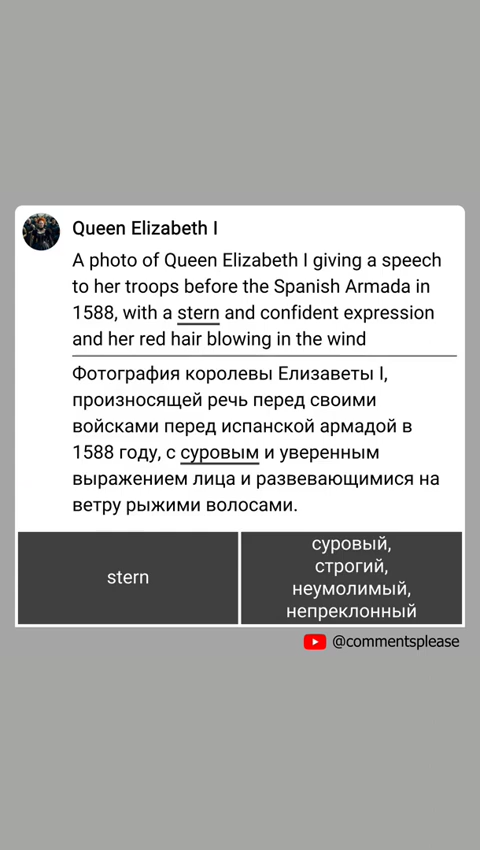 Queen Elizabeth I
A photo of Queen Elizabeth I giving a speech
to her troops before the Spanish Armada in
1588, with a stern and confident expression
and her red hair blowing in the wind
Фотография королевы Елизаветы I,
произносящей речь перед своими
войсками перед испанской армадой в
1588 году, с суровым и уверенным
выражением лица и развевающимися на
ветру рыжими волосами.
stern
суровый,
строгий,
неумолимый,
непреклонный
@commentsplease